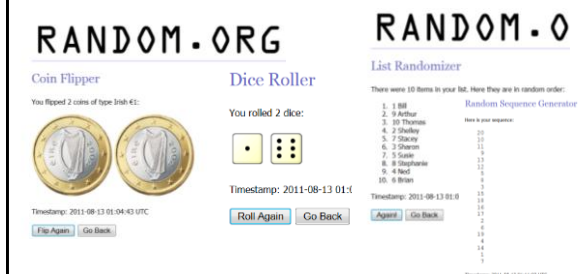 RANDOM.ORG
Coin Flipper
You flipped 2 coins of type Irish €1:
Timestamp: 2011-08-13 01:04:43 UTC
Flip Again
Go Back
Dice Roller
You rolled 2 dice:
Timestamp: 2011-08-13 01:0
Roll Again
Go Back
RANDOM.O
List Randomizer
There were 10 items in your list. Here they are in random order:
1. 1 Bill
2. 9 Arthur
3. 10 Thomas
4. 2 Shelley
5. 7 Stacey
6. 3 Sharon
7. 5 Susie
8. 8 Stephanie
9. 4 Ned
10. 6 Brian
Timestamp: 2011-08-13 01:0
Again!
Go Back
Random Sequence Generator
Here is your sequence: